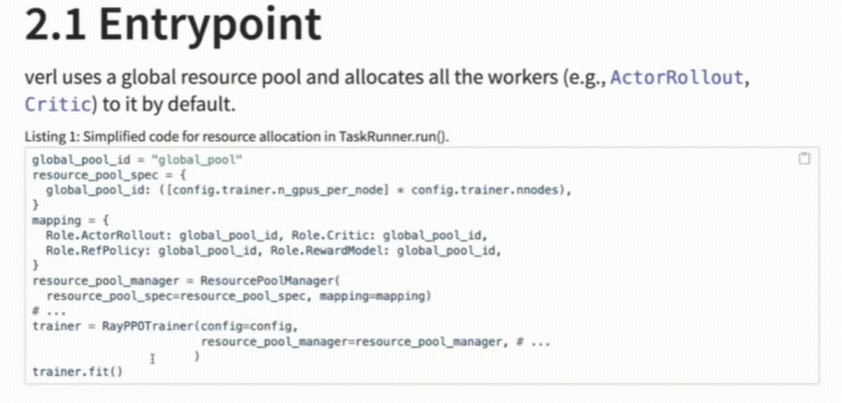 2.1 Entrypoint
verl uses a global resource pool and allocates all the workers (e.g., ActorRollout,
Critic) to it by default.
Listing 1: Simplified code for resource allocation in TaskRunner.run().
global_pool_id = "global_pool"
resource_pool_spec = {
  global_pool_id: ([config.trainer.n_gpus_per_node] * config.trainer.nnodes),
}
mapping = {
  Role.ActorRollout: global_pool_id, Role.Critic: global_pool_id,
  Role.RefPolicy: global_pool_id, Role.RewardModel: global_pool_id,
}
resource_pool_manager = ResourcePoolManager(
  resource_pool_spec=resource_pool_spec, mapping=mapping)
# ...
trainer = RayPPOTrainer(config=config,
                        resource_pool_manager=resource_pool_manager, # ...
                       )
trainer.fit()